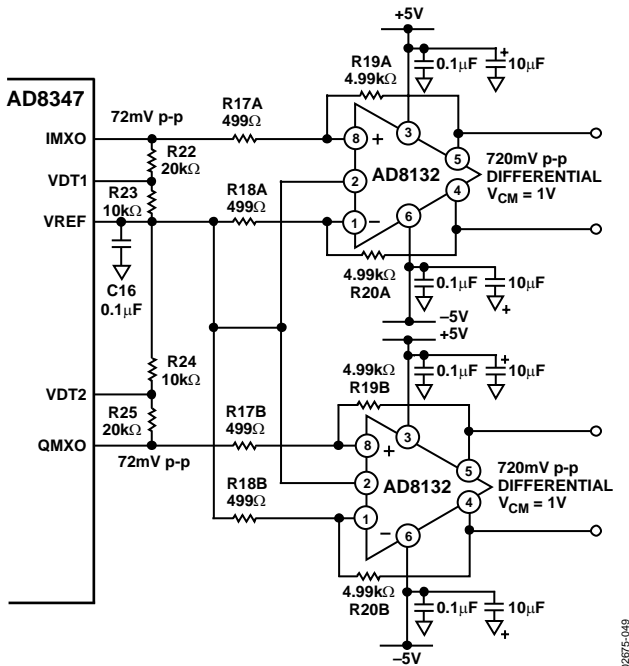 +5V
R19A
4.99kΩ
0.1µF
+
10µF
AD8347
72mV p-p
R17A
499Ω
IMXO
R22
20kΩ
8
+
3
5
VDT1
2
AD8132
720mV p-p
DIFFERENTIAL
VCM = 1V
R23
10kΩ
R18A
499Ω
4
VREF
1
–
6
C16
0.1µF
4.99kΩ
R20A
0.1µF
10µF
+
–5V
+5V
R24
10kΩ
4.99kΩ
R19B
0.1µF
+
10µF
VDT2
R25
20kΩ
R17B
499Ω
QMXO
72mV p-p
8
+
3
5
R18B
499Ω
2
AD8132
720mV p-p
DIFFERENTIAL
VCM = 1V
4
1
–
6
4.99kΩ
R20B
0.1µF
10µF
+
–5V
02675-049